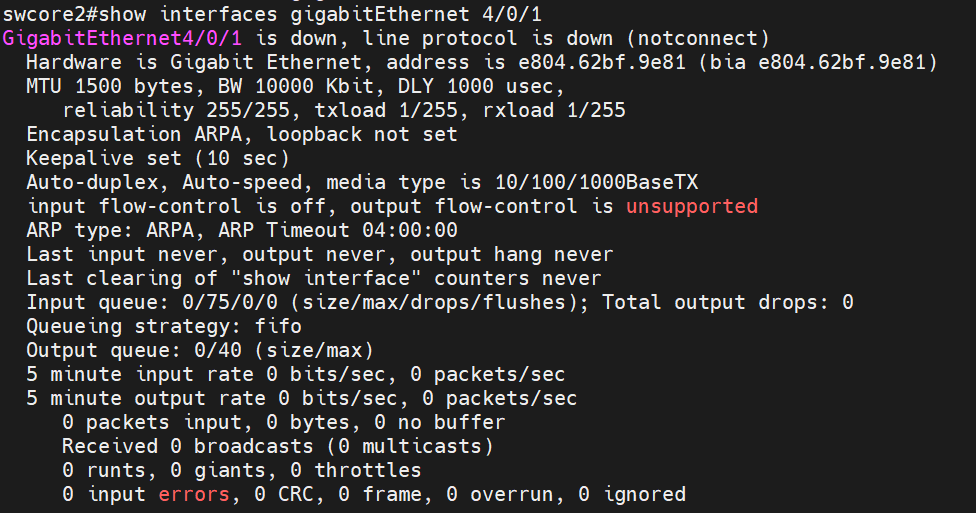 swcore2#show interfaces gigabitEthernet 4/0/1
GigabitEthernet4/0/1 is down, line protocol is down (notconnect)
  Hardware is Gigabit Ethernet, address is e804.62bf.9e81 (bia e804.62bf.9e81)
  MTU 1500 bytes, BW 10000 Kbit, DLY 1000 usec,
     reliability 255/255, txload 1/255, rxload 1/255
  Encapsulation ARPA, loopback not set
  Keepalive set (10 sec)
  Auto-duplex, Auto-speed, media type is 10/100/1000BaseTX
  input flow-control is off, output flow-control is unsupported
  ARP type: ARPA, ARP Timeout 04:00:00
  Last input never, output never, output hang never
  Last clearing of "show interface" counters never
  Input queue: 0/75/0/0 (size/max/drops/flushes); Total output drops: 0
  Queueing strategy: fifo
  Output queue: 0/40 (size/max)
  5 minute input rate 0 bits/sec, 0 packets/sec
  5 minute output rate 0 bits/sec, 0 packets/sec
     0 packets input, 0 bytes, 0 no buffer
     Received 0 broadcasts (0 multicasts)
     0 runts, 0 giants, 0 throttles
     0 input errors, 0 CRC, 0 frame, 0 overrun, 0 ignored